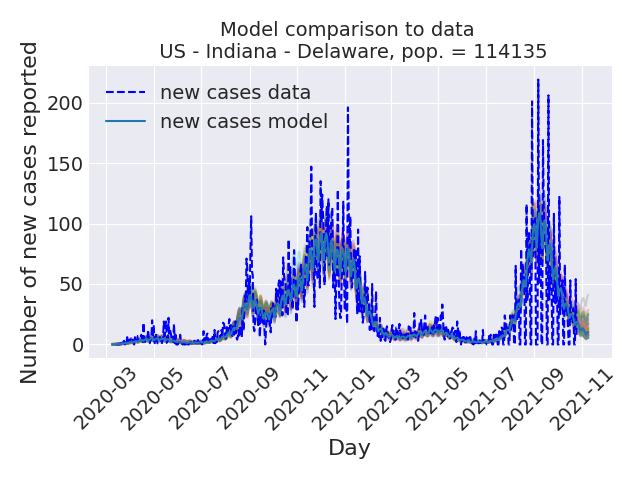 Model comparison to data
US - Indiana - Delaware, pop. = 114135
Number of new cases reported
200
150
100
50
0
new cases data
new cases model
2020-03
2020-05
2020-07
2020-09
2020-11
2021-01
2021-03
2021-05
2021-07
2021-09
2021-11
Day